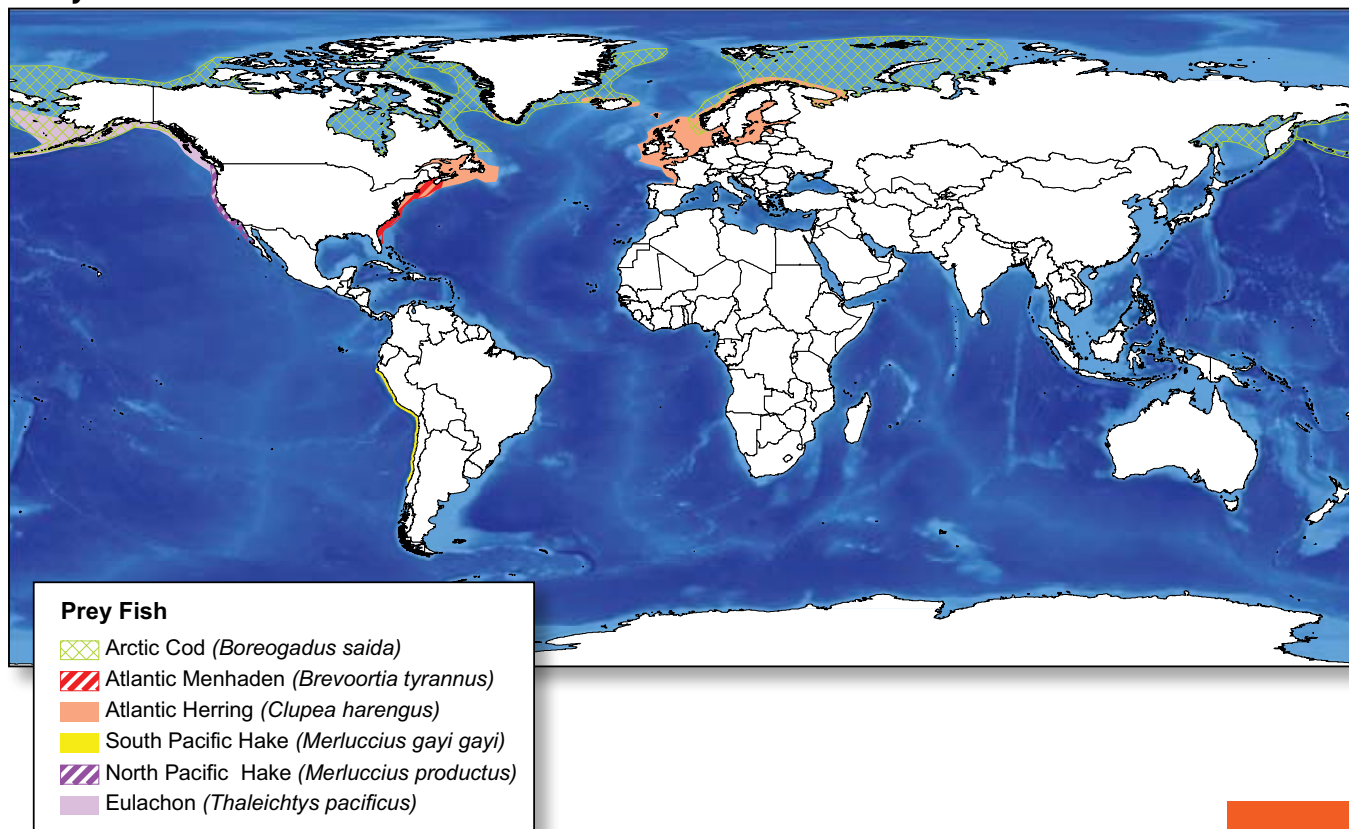 Prey Fish
Arctic Cod (Boreogadus saida)
Atlantic Menhaden (Brevoortia tyrannus)
Atlantic Herring (Clupea harengus)
South Pacific Hake (Merluccius gayi gayi)
North Pacific Hake (Merluccius productus)
Eulachon (Thaleichtys pacificus)